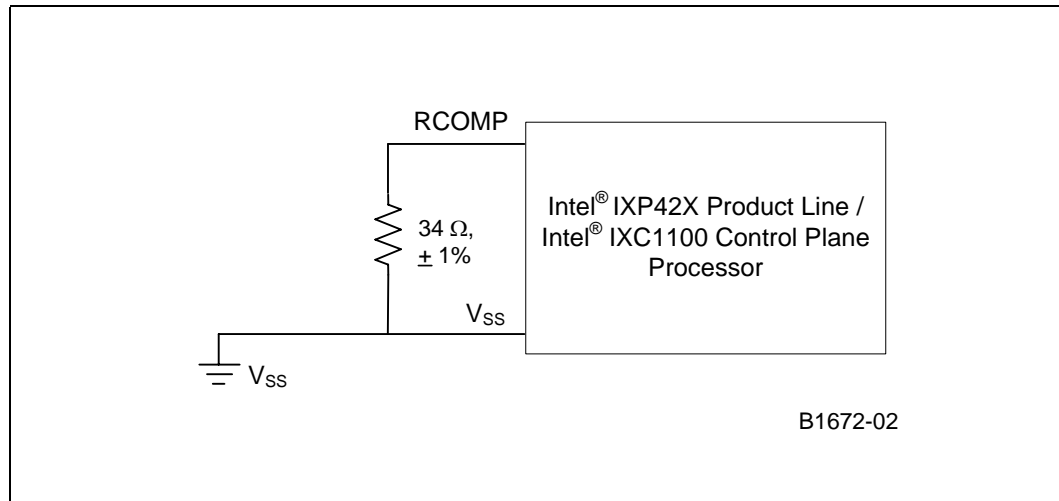 RCOMP
34 Ω,
± 1%
Intel® IXP42X Product Line /
Intel® IXC1100 Control Plane
Processor
VSS
VSS
B1672-02